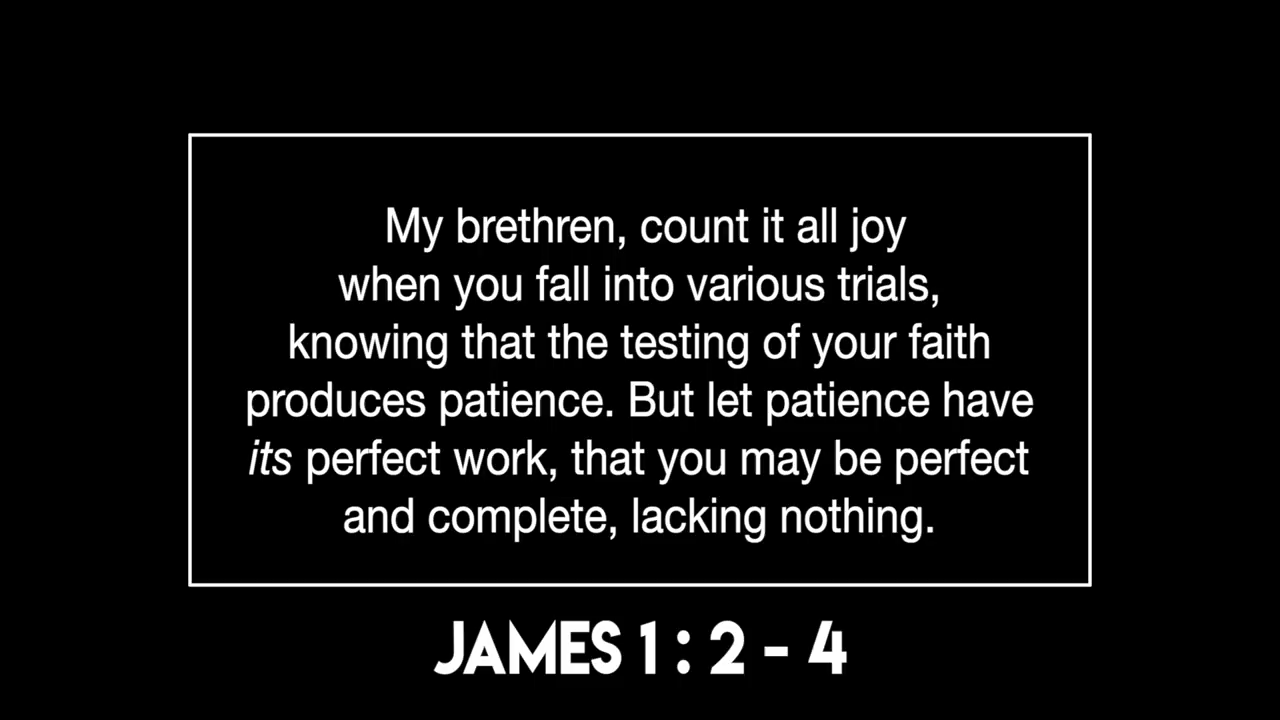 My brethren, count it all joy
when you fall into various trials,
knowing that the testing of your faith
produces patience. But let patience have
its perfect work, that you may be perfect
and complete, lacking nothing.
JAMES 1 : 2 - 4